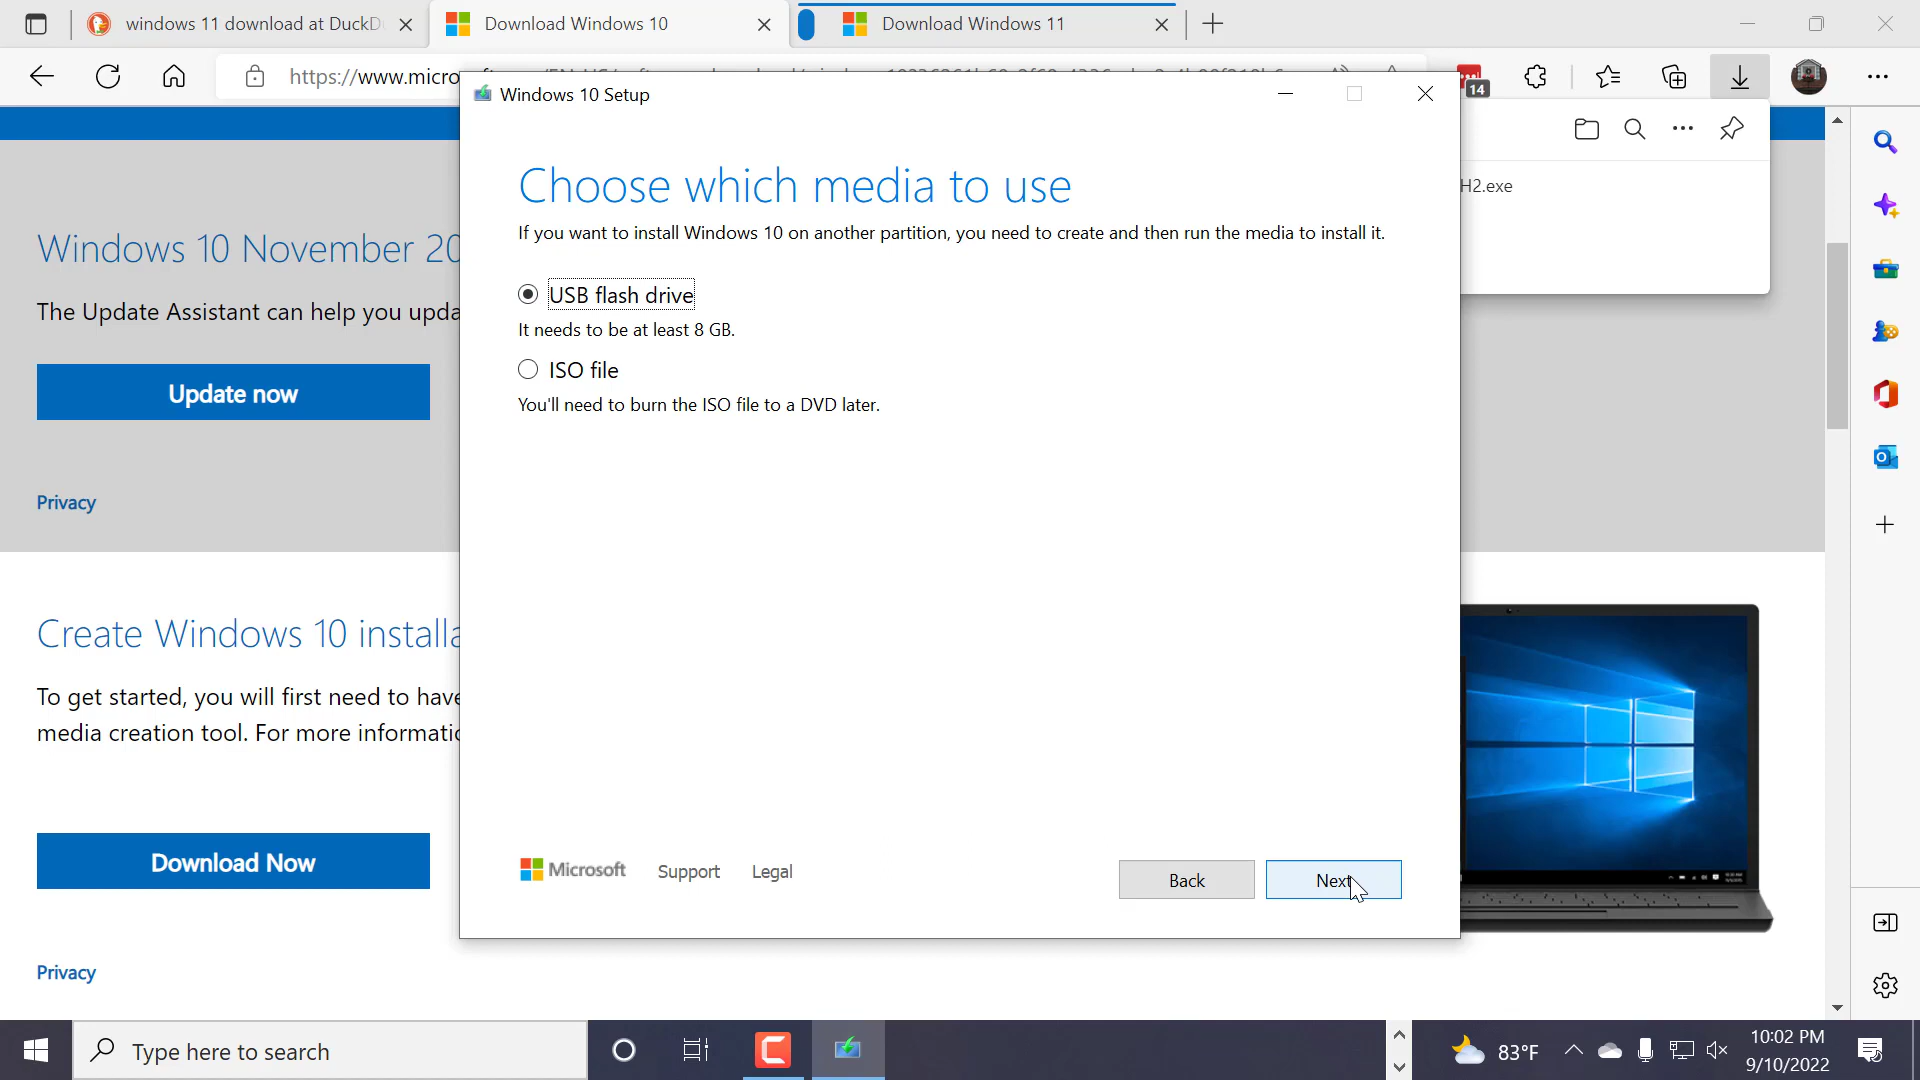 windows 11 download at DuckD
Download Windows 10
Download Windows 11
https://www.micro
14
Windows 10 Setup
H2.exe
Choose which media to use
If you want to install Windows 10 on another partition, you need to create and then run the media to install it.
USB flash drive
It needs to be at least 8 GB.
ISO file
You'll need to burn the ISO file to a DVD later.
Windows 10 November 20
The Update Assistant can help you upda
Update now
Privacy
Create Windows 10 installa
To get started, you will first need to have
media creation tool. For more informatio
Download Now
Privacy
Microsoft
Support
Legal
Back
Next
Type here to search
83°F
10:02 PM
9/10/2022